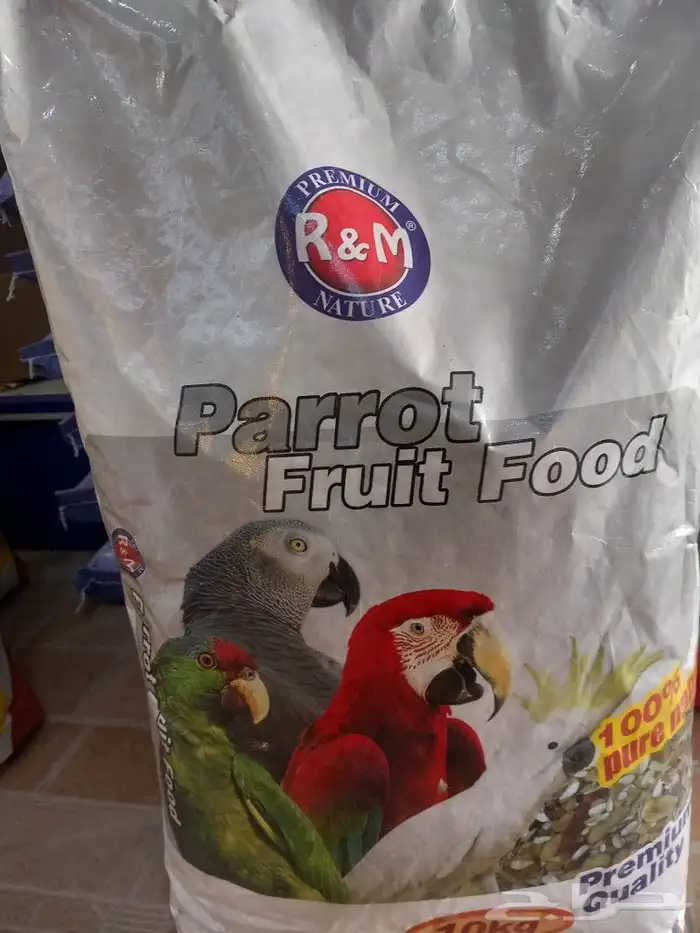 PREMIUM
R&M®
NATURE
Parrot
Fruit Food
R&M
100%
pure
Premium
Quality
10Kg